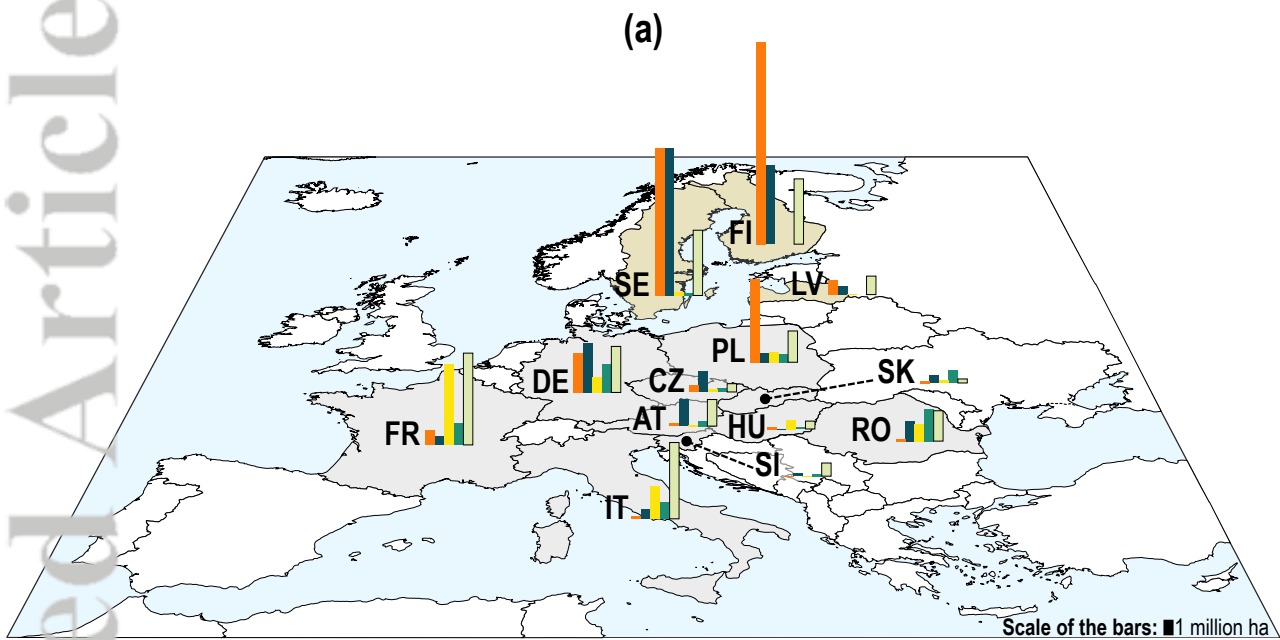 (a)
ed Article
FI
SE
LV
PL
SK
DE
CZ
AT
HU
RO
FR
SI
IT
Scale of the bars: 1 million ha